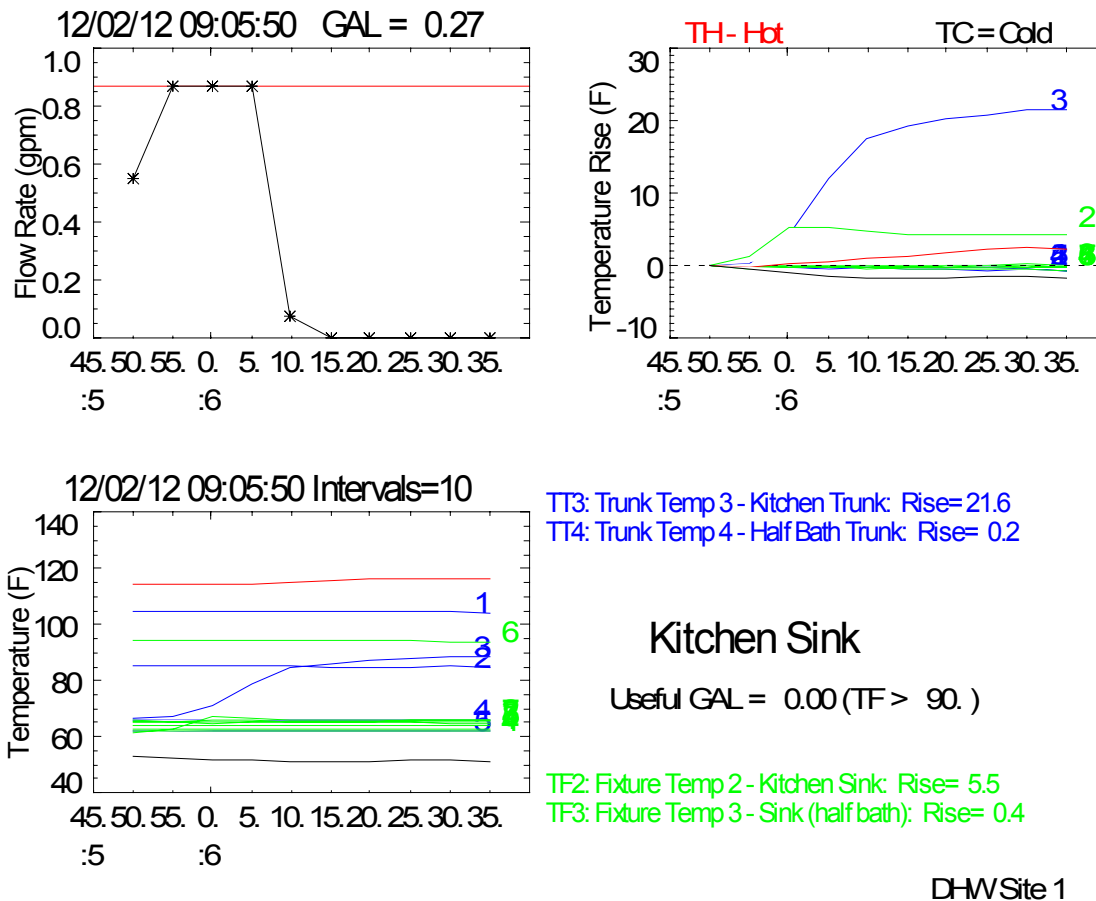 12/02/12 09:05:50 GAL = 0.27
1.0
0.8
0.6
0.4
0.2
0.0
Flow Rate (gpm)
45. 50. 55. 0. 5. 10. 15. 20. 25. 30. 35.
:5 :6
TH - Hot TC = Cold
30
20
10
0
-10
Temperature Rise (F)
3
2
45. 50. 55. 0. 5. 10. 15. 20. 25. 30. 35.
:5 :6
12/02/12 09:05:50 Intervals=10
140
120
100
80
60
40
Temperature (F)
1
6
3
2
4
45. 50. 55. 0. 5. 10. 15. 20. 25. 30. 35.
:5 :6
TT3: Trunk Temp 3 - Kitchen Trunk: Rise= 21.6
TT4: Trunk Temp 4 - Half Bath Trunk: Rise= 0.2
Kitchen Sink
Useful GAL = 0.00 (TF > 90. )
TF2: Fixture Temp 2 - Kitchen Sink: Rise= 5.5
TF3: Fixture Temp 3 - Sink (half bath): Rise= 0.4
DHW Site 1